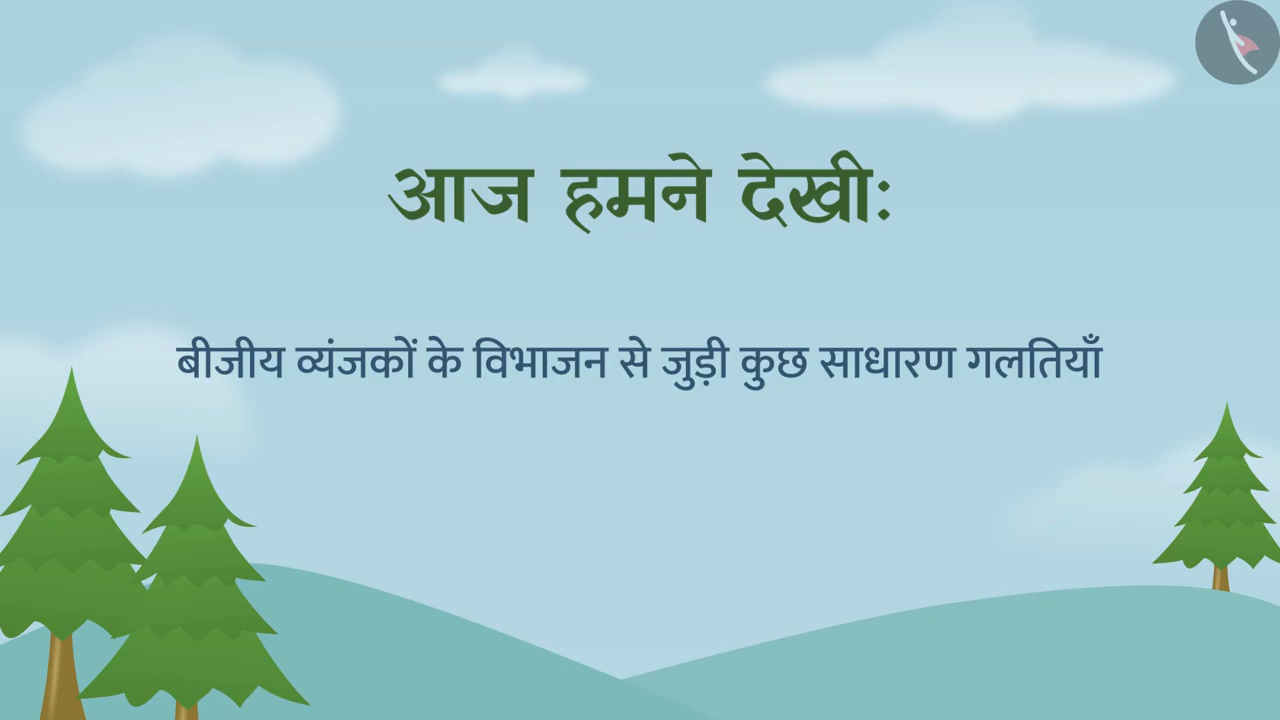 आज हमने देखीः
बीजीय व्यंजकों के विभाजन से जुड़ी कुछ साधारण गलतियाँ